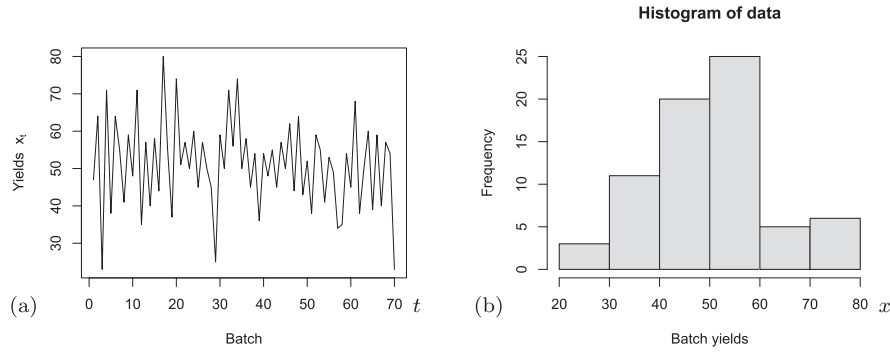 Histogram of data
Yields xt
80
70
60
50
40
30
0 10 20 30 40 50 60 70 t
Batch
(a)
Frequency
25
20
15
10
5
0
20 30 40 50 60 70 80 x
Batch yields
(b)